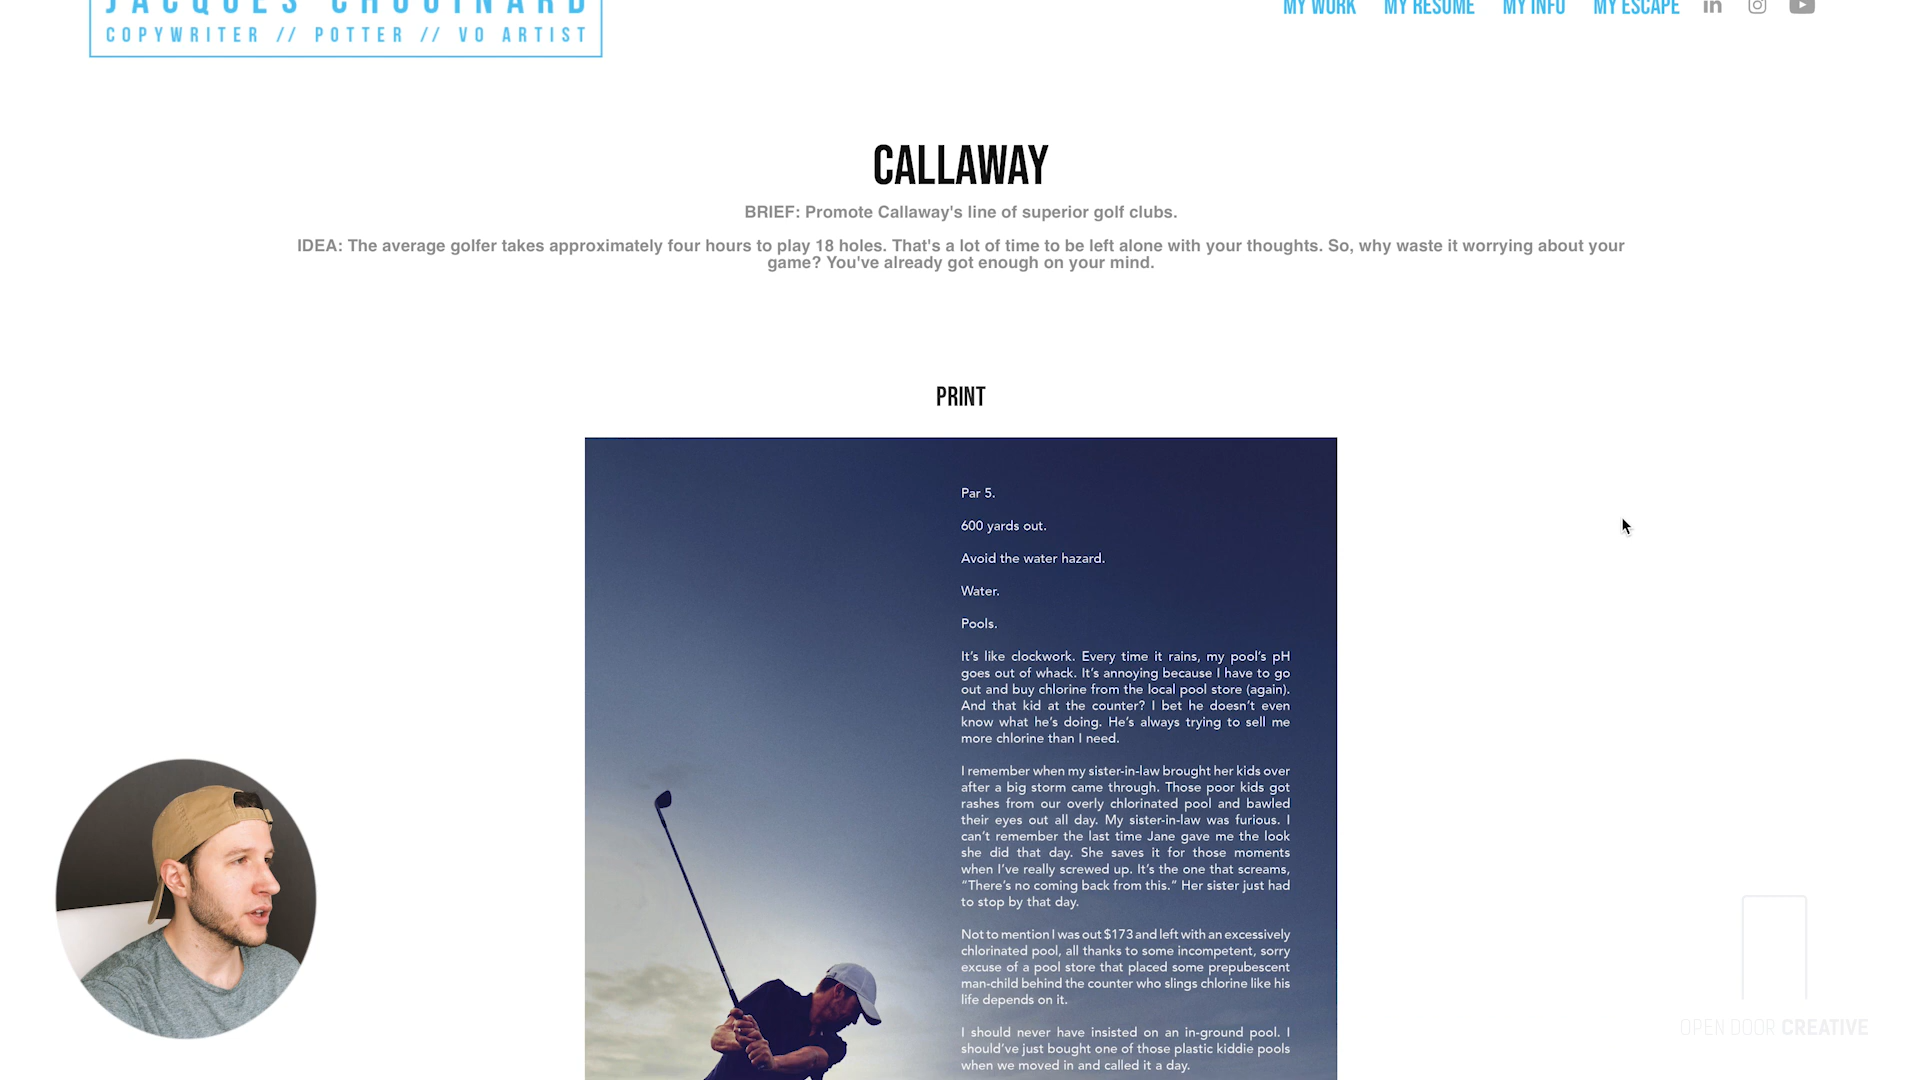 JACQUES CHOUINARD
COPYWRITER // POTTER // VO ARTIST
MY WORK MY RESUME MY INFO MY ESCAPE in
CALLAWAY
BRIEF: Promote Callaway's line of superior golf clubs.
IDEA: The average golfer takes approximately four hours to play 18 holes. That's a lot of time to be left alone with your thoughts. So, why waste it worrying about your
game? You've already got enough on your mind.
PRINT
Par 5.
600 yards out.
Avoid the water hazard.
Water.
Pools.
It’s like clockwork. Every time it rains, my pool’s pH
goes out of whack. It’s annoying because I have to go
out and buy chlorine from the local pool store (again).
And that kid at the counter? I bet he doesn’t even
know what he’s doing. He’s always trying to sell me
more chlorine than I need.
I remember when my sister-in-law brought her kids over
after a big storm came through. Those poor kids got
rashes from our overly chlorinated pool and bawled
their eyes out all day. My sister-in-law was furious. I
can’t remember the last time Jane gave me the look
she did that day. She saves it for those moments
when I’ve really screwed up. It’s the one that screams,
“There’s no coming back from this.” Her sister just had
to stop by that day.
Not to mention I was out $173 and left with an excessively
chlorinated pool, all thanks to some incompetent, sorry
excuse of a pool store that placed some prepubescent
man-child behind the counter who slings chlorine like his
life depends on it.
I should never have insisted on an in-ground pool. I
should’ve just bought one of those plastic kiddie pools
when we moved in and called it a day.
OPEN DOOR CREATIVE